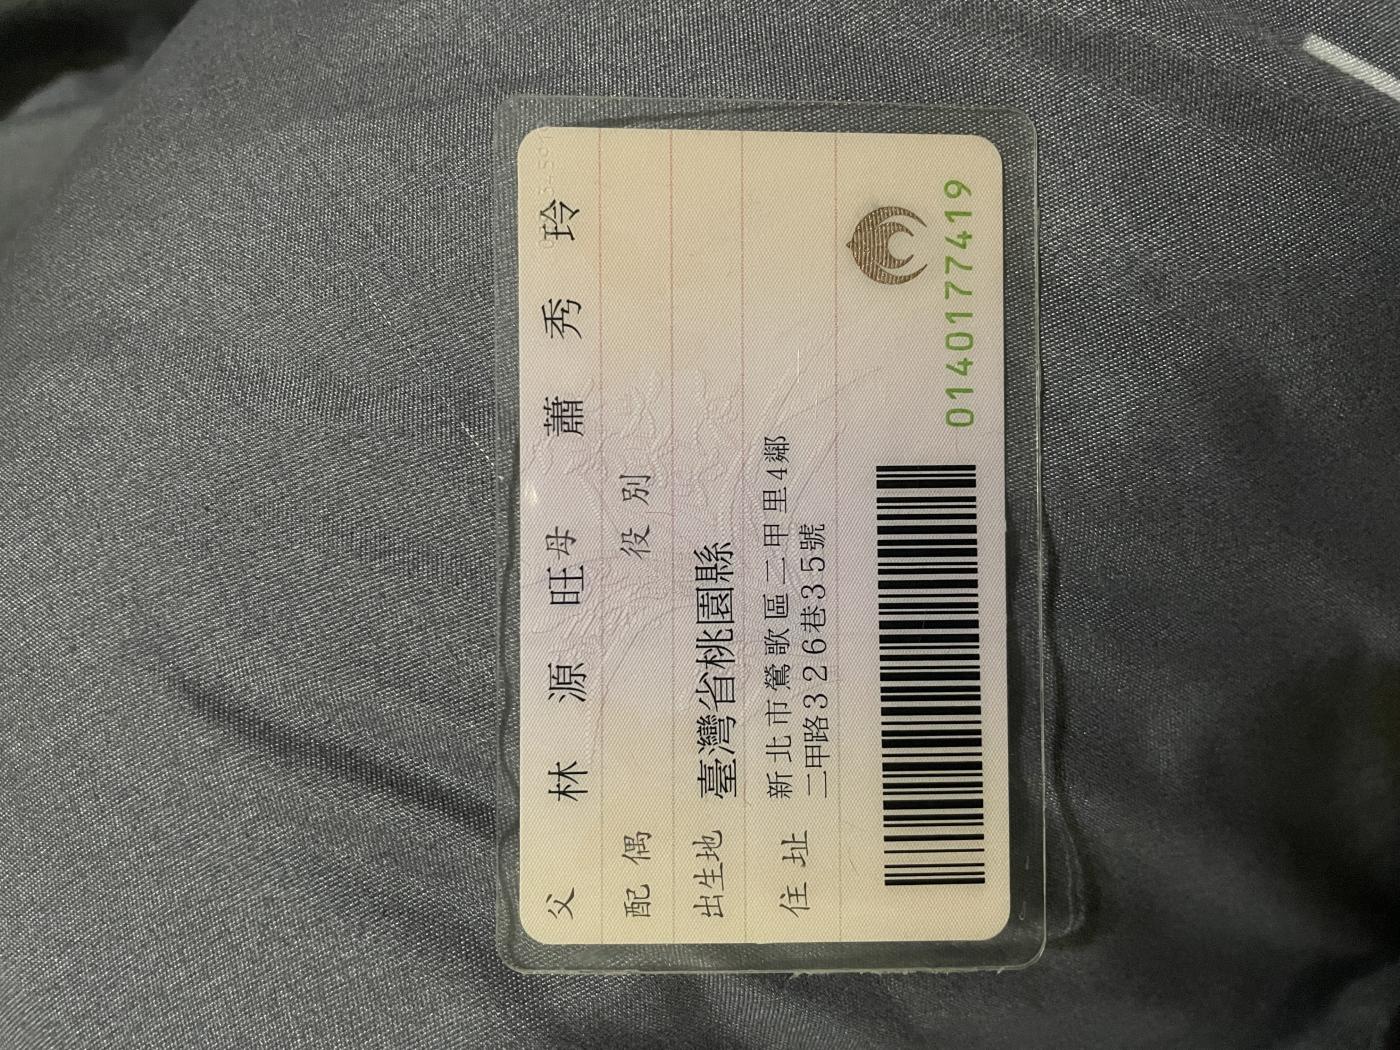 父 林 源 旺 母 蕭 秀 玲
配 偶 役 別
出生地 臺灣省桃園縣
住 址 新北市鶯歌區二甲里4鄰
二甲路326巷35號
0140177419